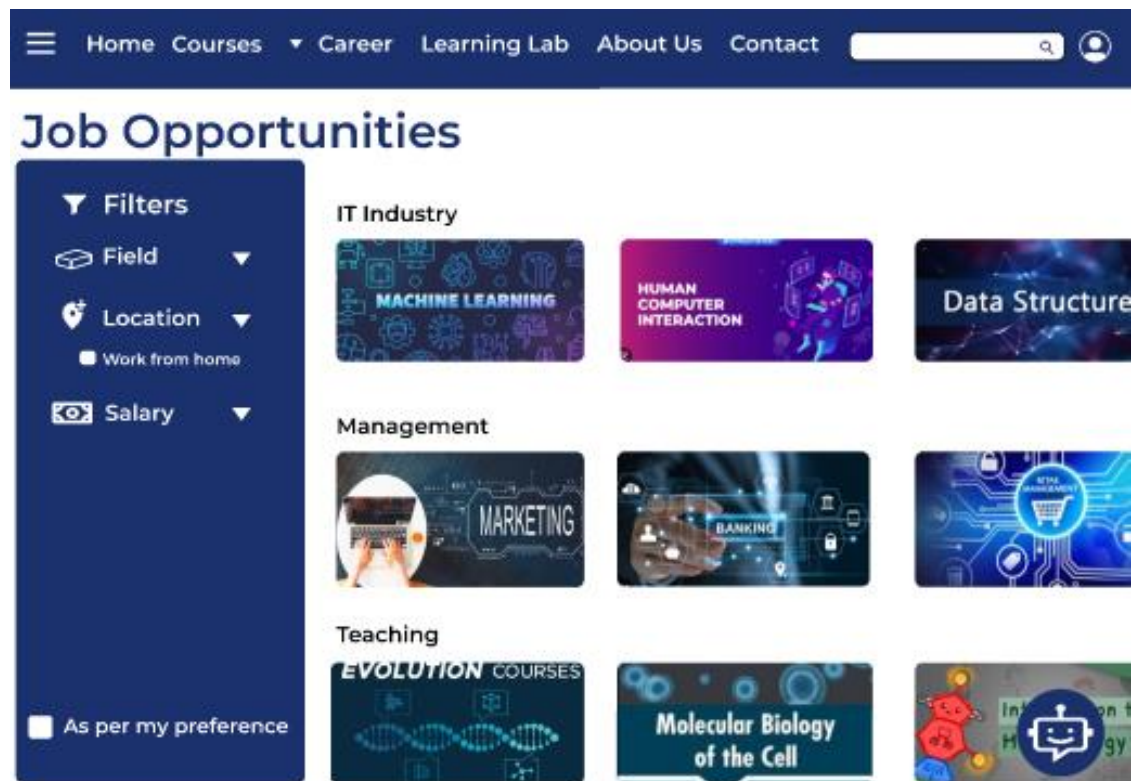 Home Courses Career Learning Lab About Us Contact
Job Opportunities
Filters
Field
Location
Work from home
Salary
As per my preference
IT Industry
MACHINE LEARNING
HUMAN
COMPUTER
INTERACTION
Data Structure
Management
MARKETING
BANKING
RETAIL
MANAGEMENT
Teaching
EVOLUTION COURSES
Molecular Biology
of the Cell